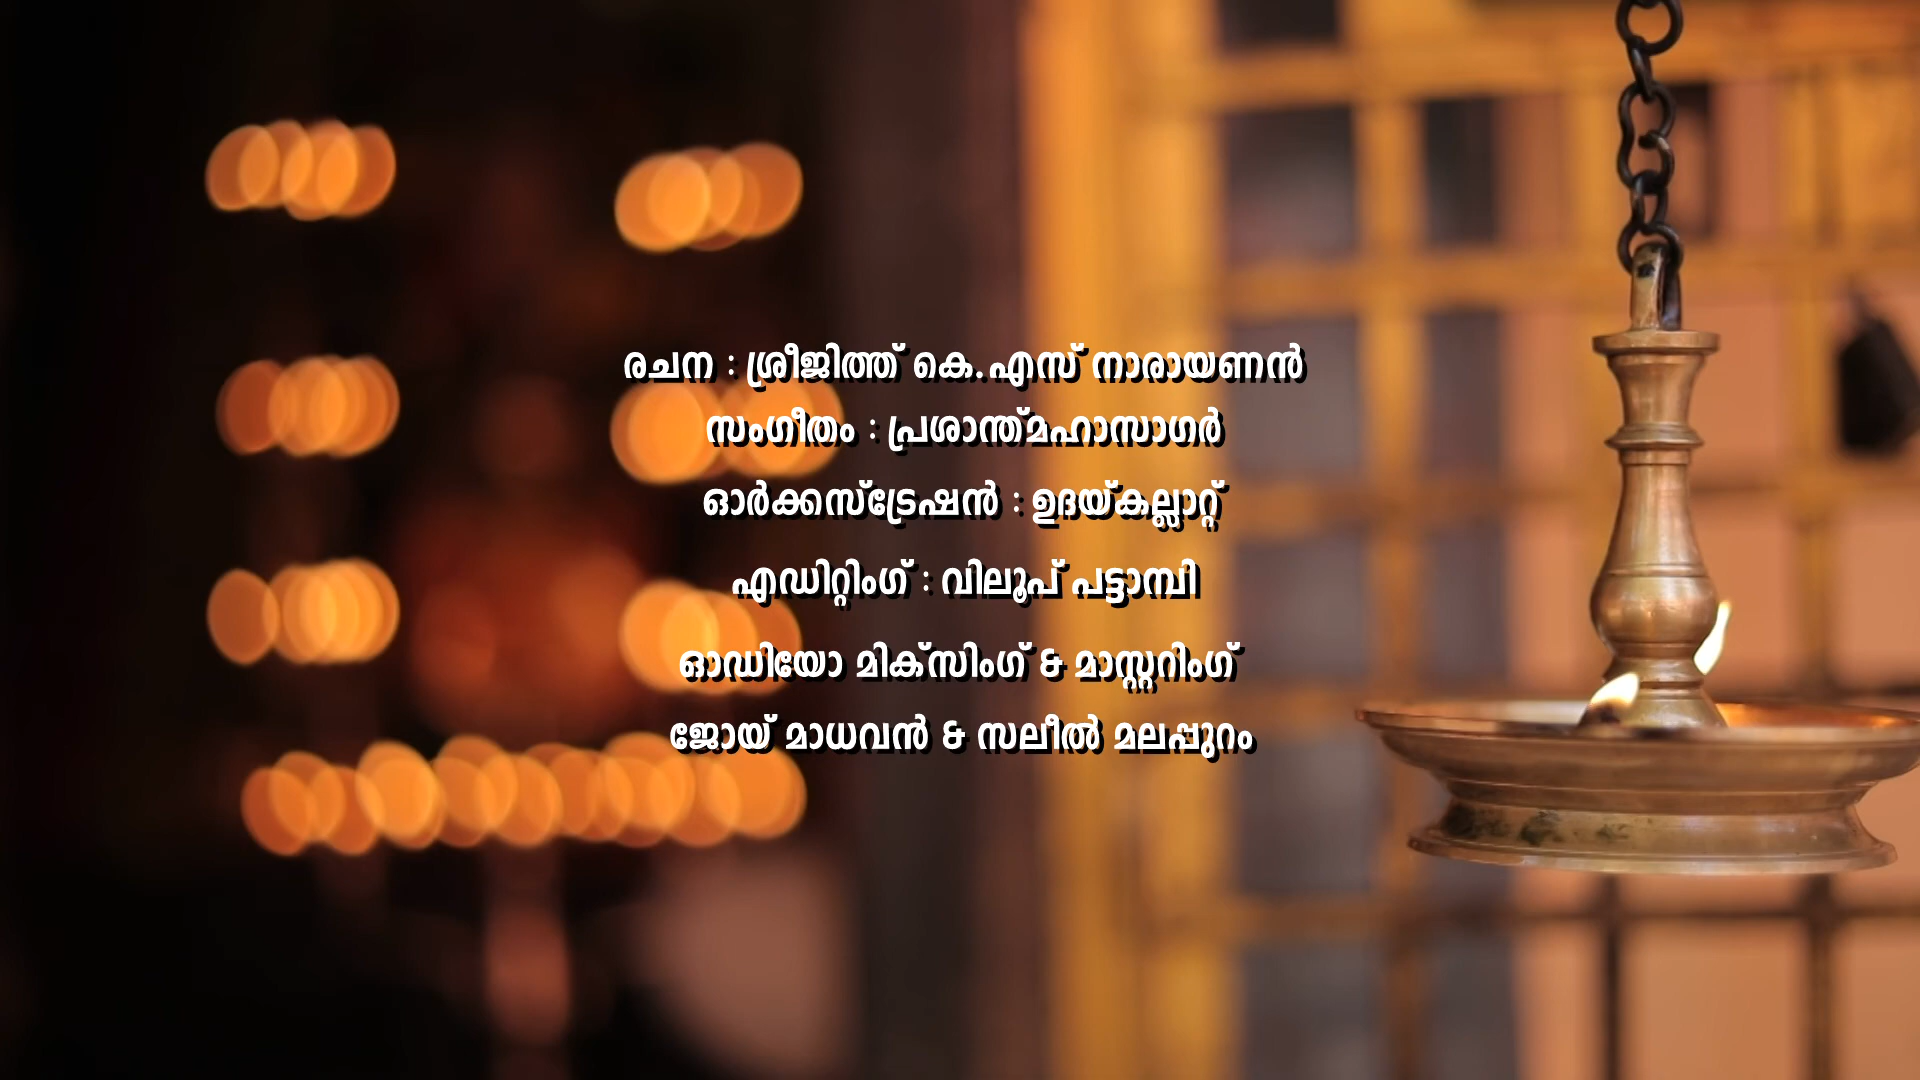 രചന : ശ്രീജിത്ത് കെ.എസ് നാരായണൻ
സംഗീതം : പ്രശാന്ത്മഹാസാഗർ
ഓർക്കസ്ട്രേഷൻ : ഉദയ്കല്ലാറ്റ്
എഡിറ്റിംഗ് : വിലൂപ് പട്ടാമ്പി
ഓഡിയോ മിക്സിംഗ് & മാസ്റ്ററിംഗ്
ജോയ് മാധവൻ & സലീൽ മലപ്പുറം